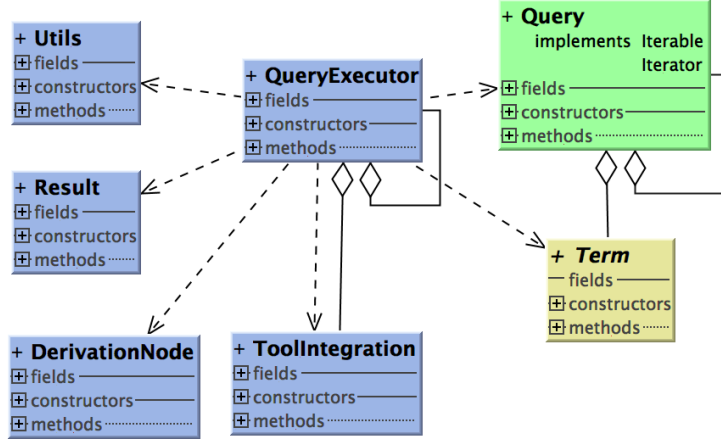 + Utils
+ fields
+ constructors
+ methods
+ QueryExecutor
+ fields
+ constructors
+ methods
+ Query
implements Iterable
Iterator
+ fields
+ constructors
+ methods
+ Result
+ fields
+ constructors
+ methods
+ Term
fields
+ constructors
+ methods
+ DerivationNode
+ fields
+ constructors
+ methods
+ ToolIntegration
+ fields
+ constructors
+ methods